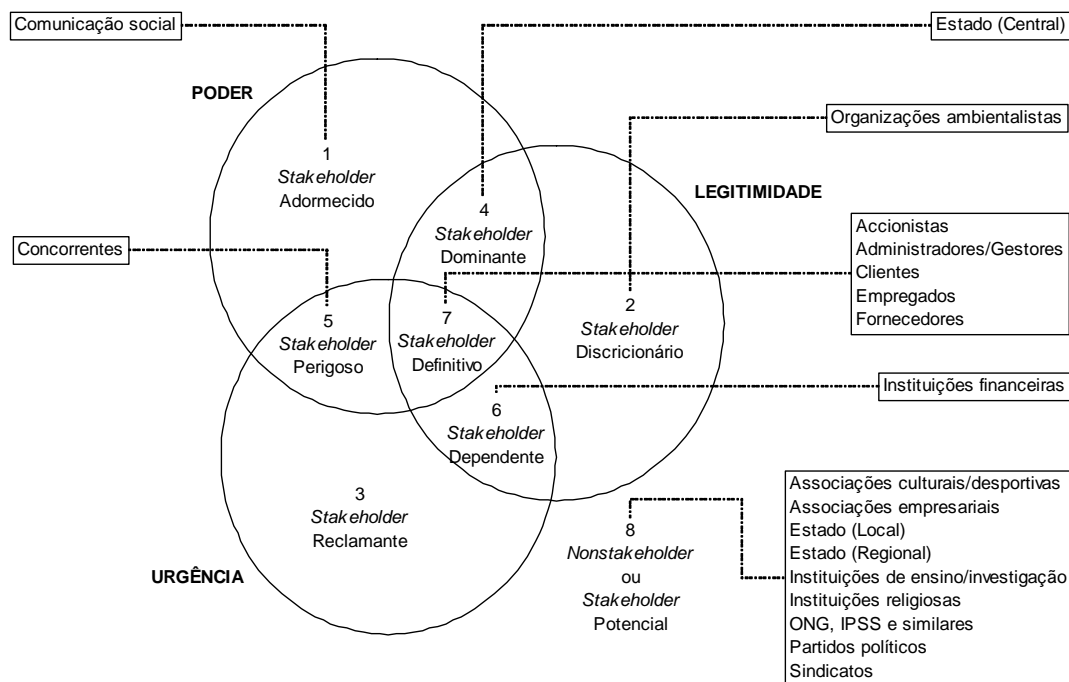 Comunicação social
Estado (Central)
PODER
Organizações ambientalistas
1
Stakeholder
Adormecido
LEGITIMIDADE
4
Stakeholder
Dominante
Concorrentes
Accionistas
Administradores/Gestores
Clientes
Empregados
Fornecedores
5
Stakeholder
Perigoso
7
Stakeholder
Definitivo
2
Stakeholder
Discricionário
Instituições financeiras
6
Stakeholder
Dependente
3
Stakeholder
Reclamante
URGÊNCIA
8
Nonstakeholder
ou
Stakeholder
Potencial
Associações culturais/desportivas
Associações empresariais
Estado (Local)
Estado (Regional)
Instituições de ensino/investigação
Instituições religiosas
ONG, IPSS e similares
Partidos políticos
Sindicatos